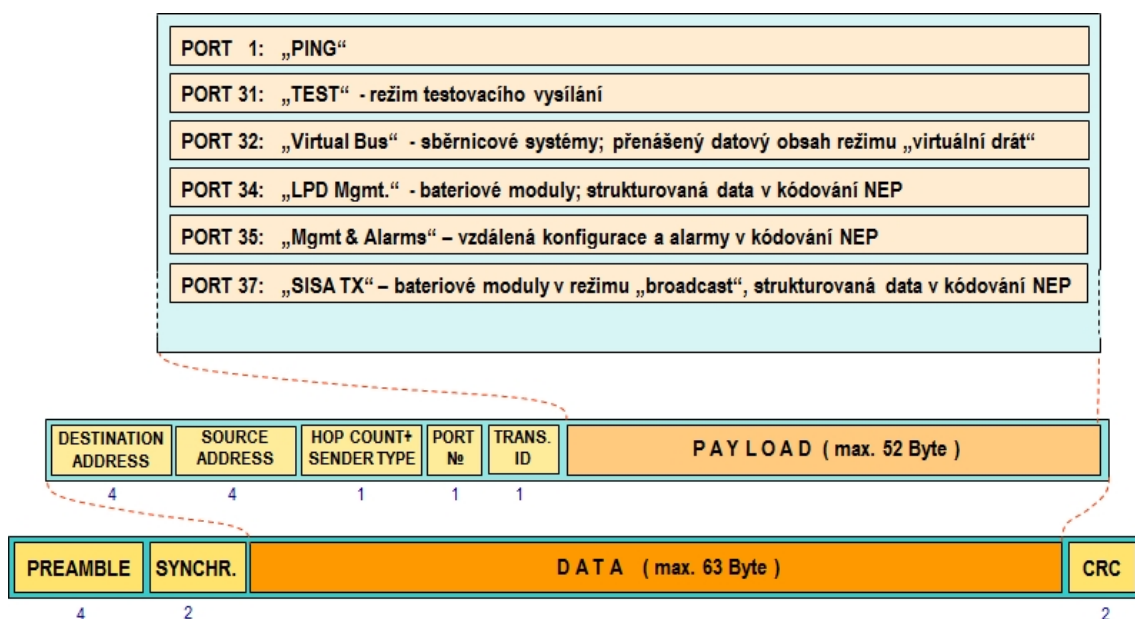 PORT 1: „PING“
PORT 31: „TEST“ - režim testovacího vysílání
PORT 32: „Virtual Bus“ - sběrnicové systémy; přenášený datový obsah režimu „virtuální drát“
PORT 34: „LPD Mgmt.“ - bateriové moduly; strukturovaná data v kódování NEP
PORT 35: „Mgmt & Alarms“ – vzdálená konfigurace a alarmy v kódování NEP
PORT 37: „SISA TX“ – bateriové moduly v režimu „broadcast“, strukturovaná data v kódování NEP
DESTINATION ADDRESS
SOURCE ADDRESS
HOP COUNT+ SENDER TYPE
PORT №
TRANS. ID
PAYLOAD ( max. 52 Byte )
4 4 1 1 1
PREAMBLE SYNCHR. DATA ( max. 63 Byte ) CRC
4 2 2